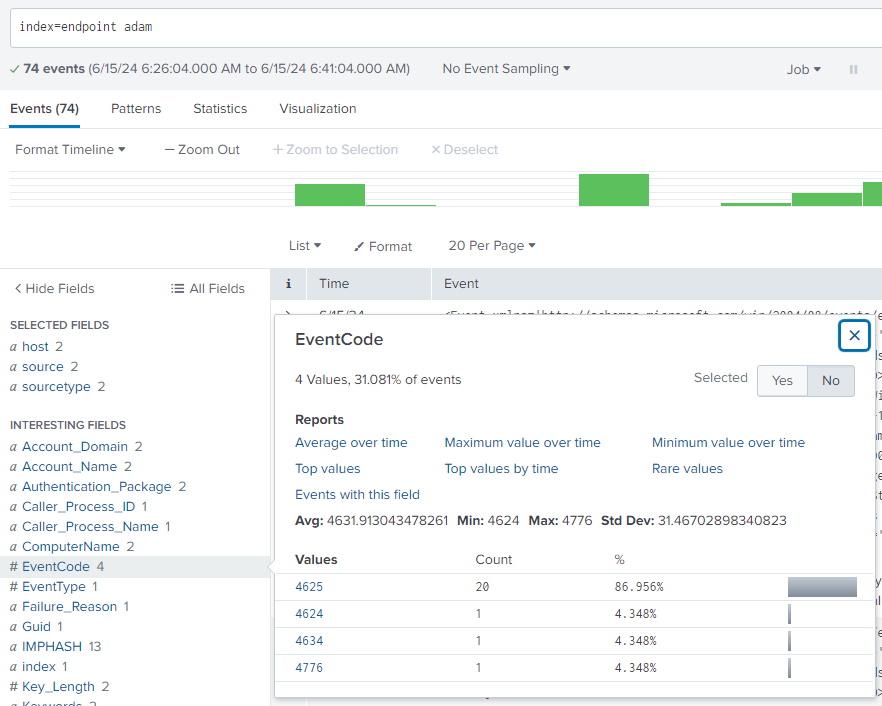 index=endpoint adam
✓ 74 events (6/15/24 6:26:04.000 AM to 6/15/24 6:41:04.000 AM) No Event Sampling ▾ Job ▾
Events (74) Patterns Statistics Visualization
Format Timeline ▾ — Zoom Out + Zoom to Selection × Deselect
List ▾ Format 20 Per Page ▾
< Hide Fields All Fields
i Time Event
SELECTED FIELDS
a host 2
a source 2
a sourcetype 2
INTERESTING FIELDS
a Account_Domain 2
a Account_Name 2
a Authentication_Package 2
a Caller_Process_ID 1
a Caller_Process_Name 1
a ComputerName 2
# EventCode 4
# EventType 1
a Failure_Reason 1
a Guid 1
a IMPHASH 13
a index 1
# Key_Length 2
a Keywords 2
EventCode
4 Values, 31.081% of events
Selected Yes No
Reports
Average over time Maximum value over time Minimum value over time
Top values Top values by time Rare values
Events with this field
Avg: 4631.913043478261 Min: 4624 Max: 4776 Std Dev: 31.46702898340823
Values Count %
4625 20 86.956%
4624 1 4.348%
4634 1 4.348%
4776 1 4.348%